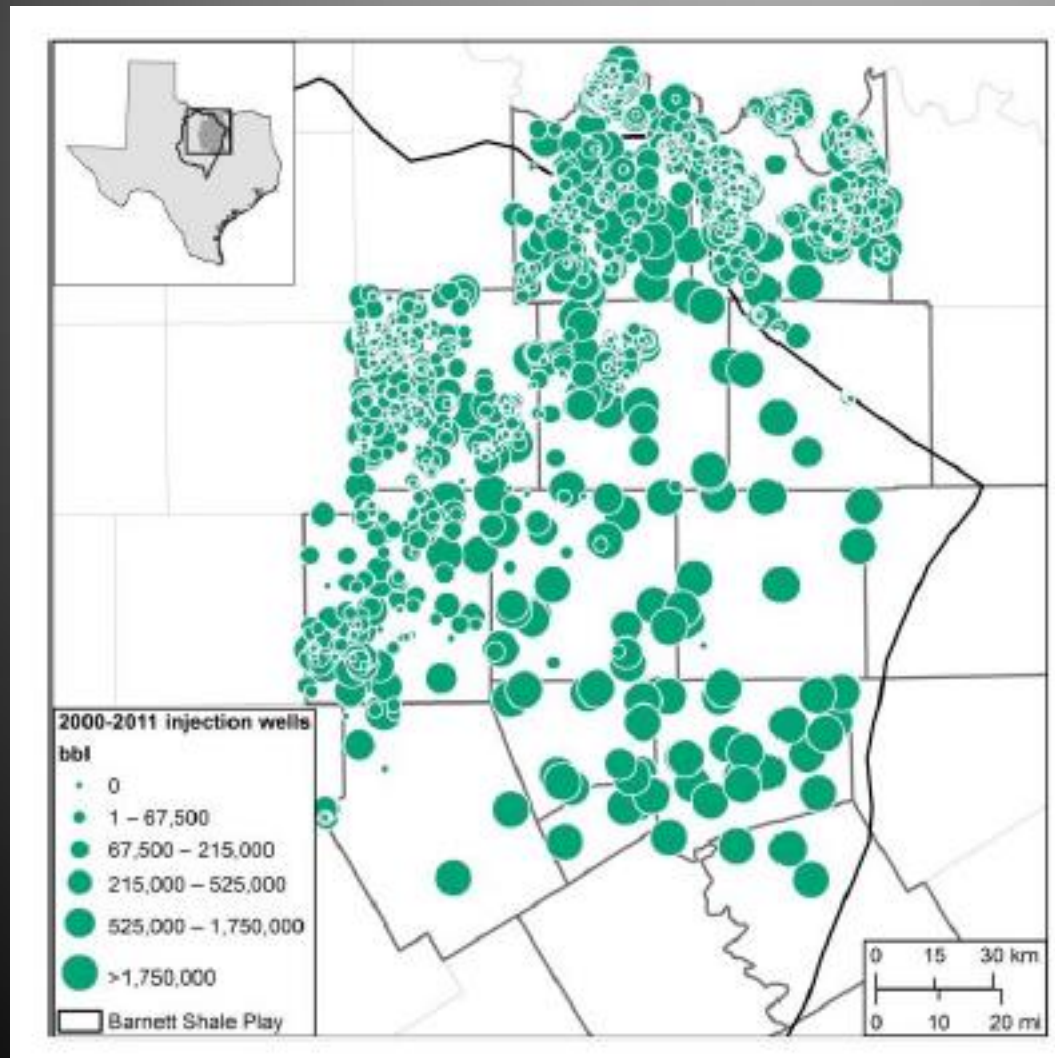 2000-2011 injection wells
bbl
0
1 – 67,500
67,500 – 215,000
215,000 – 525,000
525,000 – 1,750,000
>1,750,000
Barnett Shale Play
0 15 30 km
0 10 20 mi